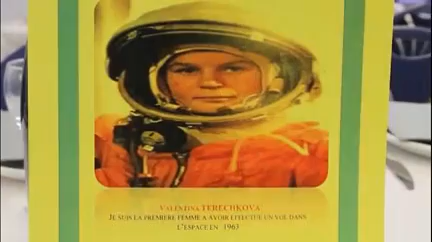 VALENTINA TERECHKOVA
JE SUIS LA PREMIERE FEMME A AVOIR EFFECTUE UN VOL DANS
L'ESPACE EN 1963